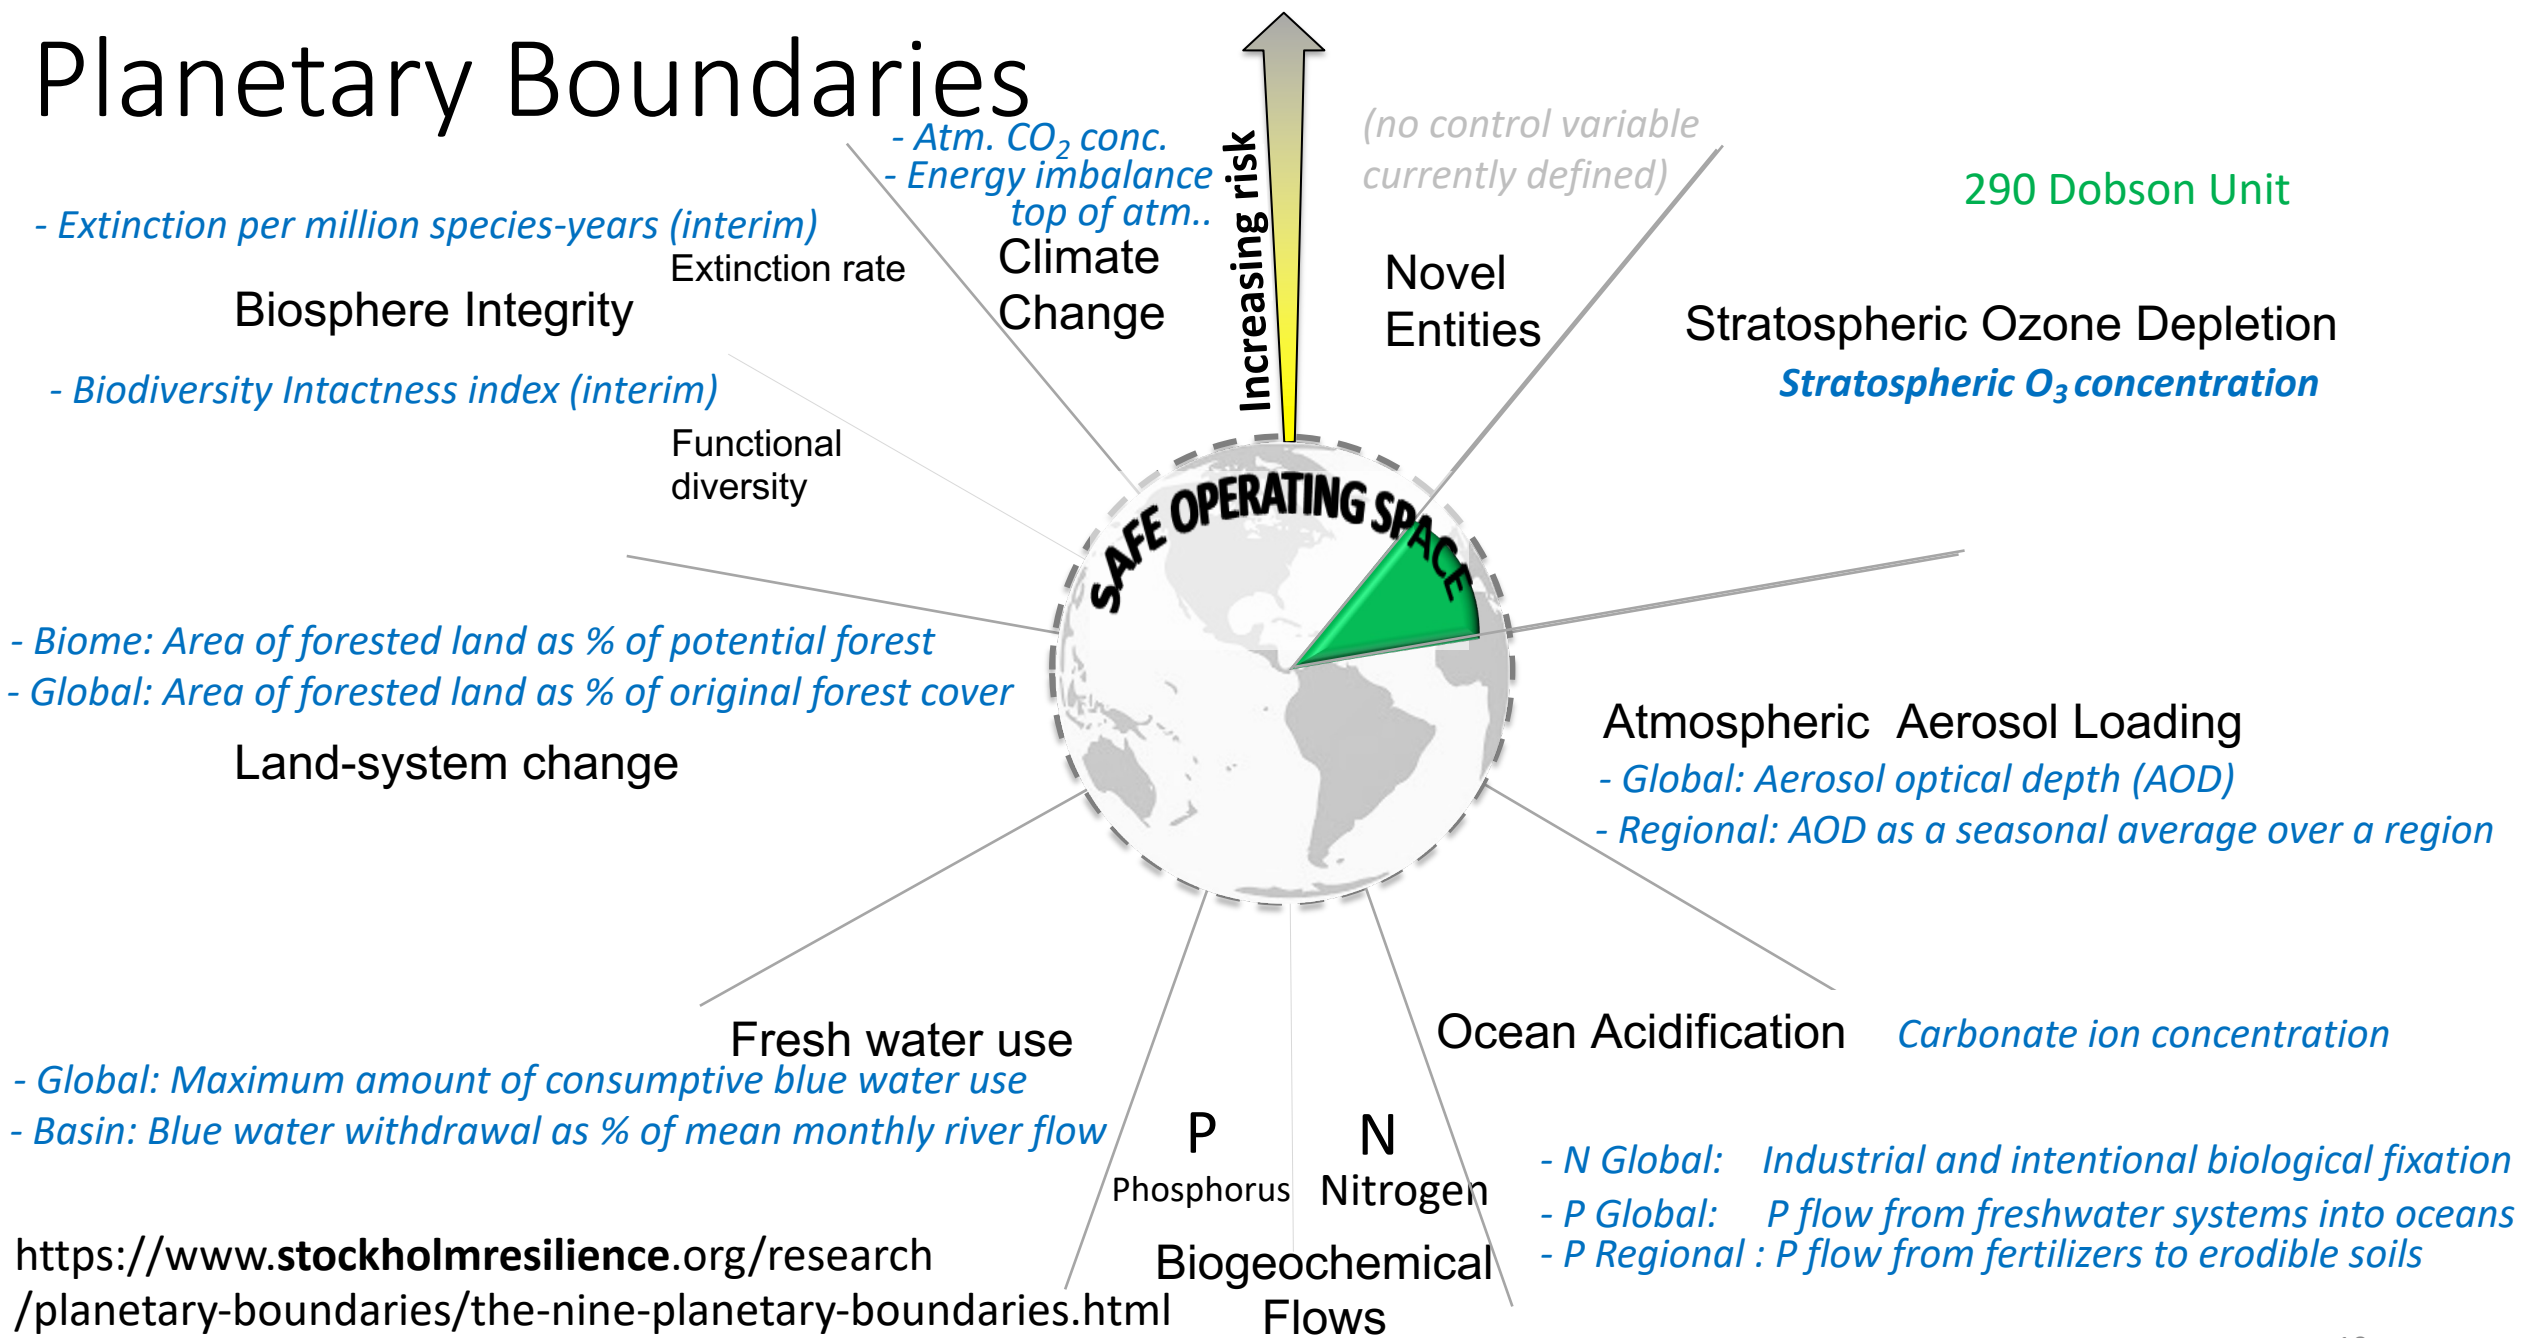 Planetary Boundaries
- Atm. CO2 conc.
- Energy imbalance
top of atm..
Climate
Change
Increasing risk
(no control variable
currently defined)
Novel
Entities
290 Dobson Unit
Stratospheric Ozone Depletion
Stratospheric O3 concentration
- Extinction per million species-years (interim)
Extinction rate
Biosphere Integrity
- Biodiversity Intactness index (interim)
Functional
diversity
SAFE OPERATING SPACE
- Biome: Area of forested land as % of potential forest
- Global: Area of forested land as % of original forest cover
Land-system change
Atmospheric Aerosol Loading
- Global: Aerosol optical depth (AOD)
- Regional: AOD as a seasonal average over a region
Fresh water use
- Global: Maximum amount of consumptive blue water use
- Basin: Blue water withdrawal as % of mean monthly river flow
Ocean Acidification
Carbonate ion concentration
P
Phosphorus
N
Nitrogen
Biogeochemical
Flows
- N Global: Industrial and intentional biological fixation
- P Global: P flow from freshwater systems into oceans
- P Regional : P flow from fertilizers to erodible soils
https://www.stockholmresilience.org/research
/planetary-boundaries/the-nine-planetary-boundaries.html